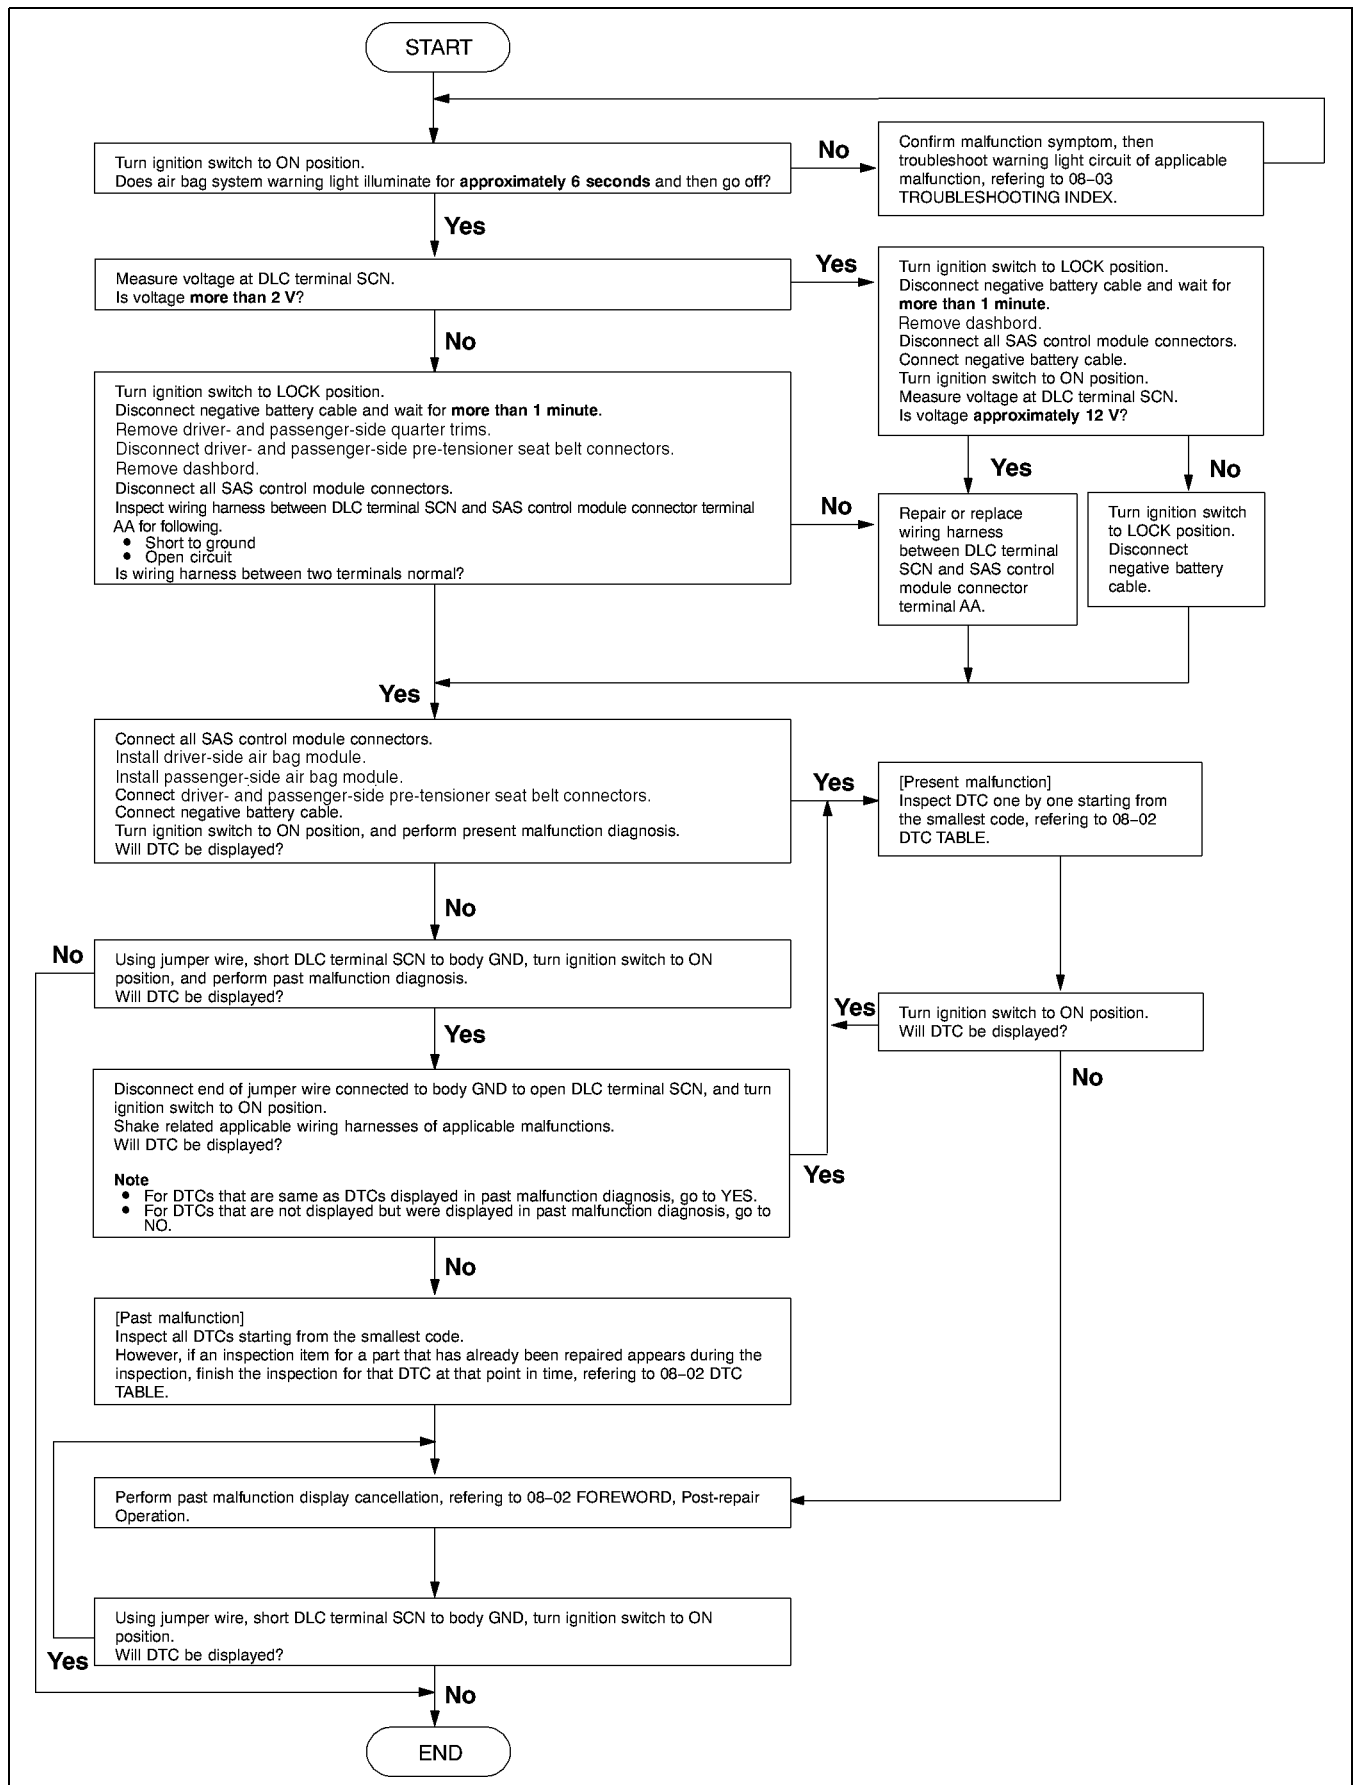 START
Turn ignition switch to ON position.
Does air bag system warning light illuminate for approximately 6 seconds and then go off?
No
Confirm malfunction symptom, then
troubleshoot warning light circuit of applicable
malfunction, refering to 08–03
TROUBLESHOOTING INDEX.
Yes
Measure voltage at DLC terminal SCN.
Is voltage more than 2 V?
Yes
Turn ignition switch to LOCK position.
Disconnect negative battery cable and wait for
more than 1 minute.
Remove dashbord.
Disconnect all SAS control module connectors.
Connect negative battery cable.
Turn ignition switch to ON position.
Measure voltage at DLC terminal SCN.
Is voltage approximately 12 V?
No
Turn ignition switch to LOCK position.
Disconnect negative battery cable and wait for more than 1 minute.
Remove driver- and passenger-side quarter trims.
Disconnect driver- and passenger-side pre-tensioner seat belt connectors.
Remove dashbord.
Disconnect all SAS control module connectors.
Inspect wiring harness between DLC terminal SCN and SAS control module connector terminal
AA for following.
● Short to ground
● Open circuit
Is wiring harness between two terminals normal?
No
Yes
No
Repair or replace
wiring harness
between DLC terminal
SCN and SAS control
module connector
terminal AA.
Turn ignition switch
to LOCK position.
Disconnect
negative battery
cable.
Yes
Connect all SAS control module connectors.
Install driver-side air bag module.
Install passenger-side air bag module.
Connect driver- and passenger-side pre-tensioner seat belt connectors.
Connect negative battery cable.
Turn ignition switch to ON position, and perform present malfunction diagnosis.
Will DTC be displayed?
Yes
[Present malfunction]
Inspect DTC one by one starting from
the smallest code, refering to 08–02
DTC TABLE.
No
No
Using jumper wire, short DLC terminal SCN to body GND, turn ignition switch to ON
position, and perform past malfunction diagnosis.
Will DTC be displayed?
Yes
Turn ignition switch to ON position.
Will DTC be displayed?
Yes
No
Disconnect end of jumper wire connected to body GND to open DLC terminal SCN, and turn
ignition switch to ON position.
Shake related applicable wiring harnesses of applicable malfunctions.
Will DTC be displayed?
Note
● For DTCs that are same as DTCs displayed in past malfunction diagnosis, go to YES.
● For DTCs that are not displayed but were displayed in past malfunction diagnosis, go to
NO.
Yes
No
[Past malfunction]
Inspect all DTCs starting from the smallest code.
However, if an inspection item for a part that has already been repaired appears during the
inspection, finish the inspection for that DTC at that point in time, refering to 08–02 DTC
TABLE.
Perform past malfunction display cancellation, refering to 08–02 FOREWORD, Post-repair
Operation.
Using jumper wire, short DLC terminal SCN to body GND, turn ignition switch to ON
position.
Will DTC be displayed?
Yes
No
END